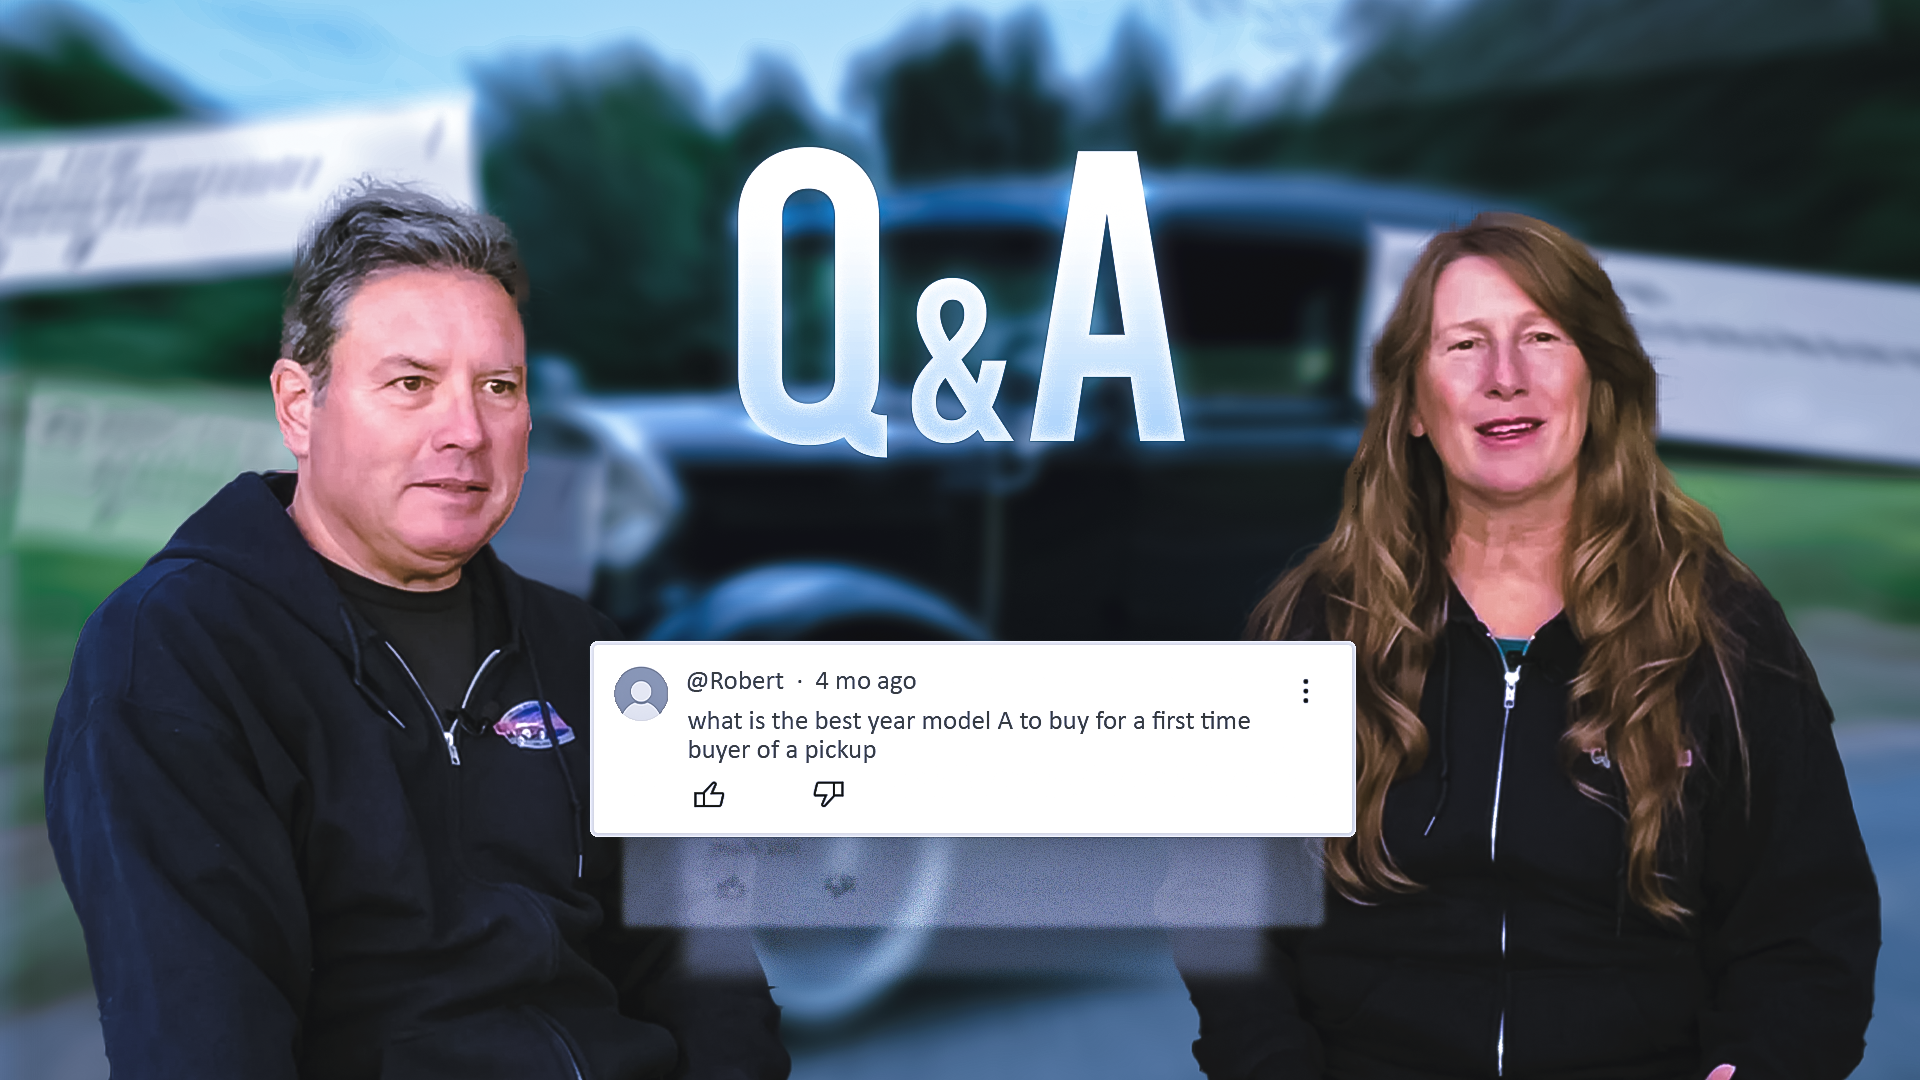 Q&A
@Robert · 4 mo ago
what is the best year model A to buy for a first time
buyer of a pickup